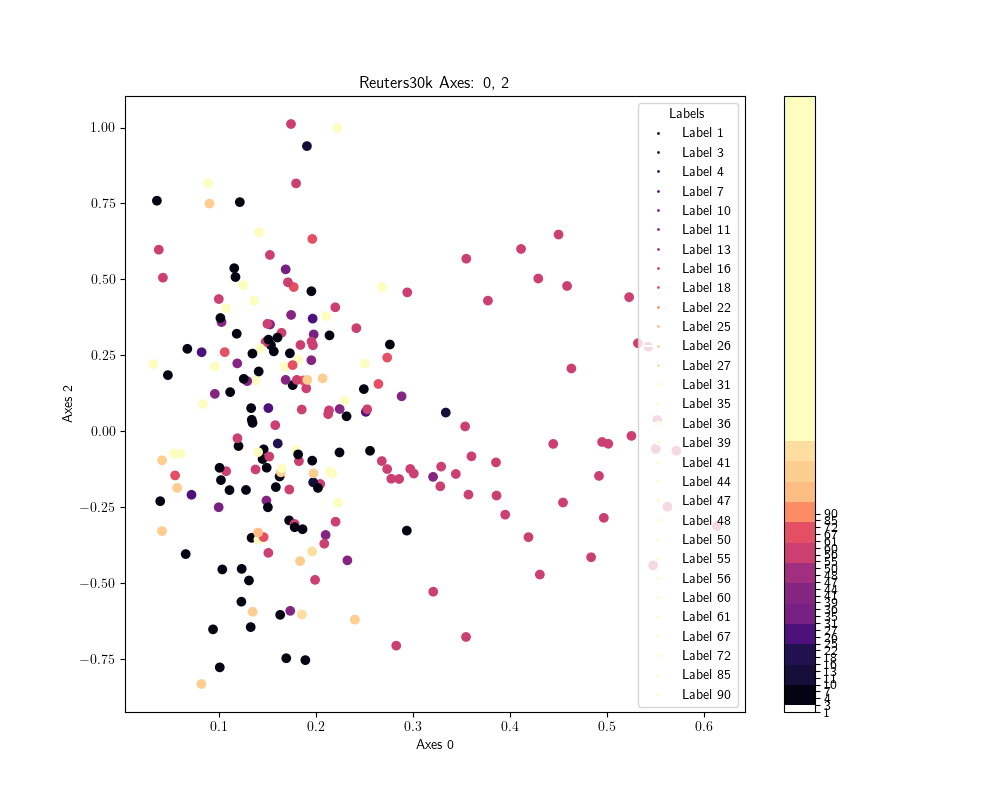 Reuters30k Axes: 0, 2
Axes 2
1.00
0.75
0.50
0.25
0.00
−0.25
−0.50
−0.75
0.1 0.2 0.3 0.4 0.5 0.6
Axes 0
Labels
Label 1
Label 3
Label 4
Label 7
Label 10
Label 11
Label 13
Label 16
Label 18
Label 22
Label 25
Label 26
Label 27
Label 31
Label 35
Label 36
Label 39
Label 41
Label 44
Label 47
Label 48
Label 50
Label 55
Label 56
Label 60
Label 61
Label 67
Label 72
Label 85
Label 90
90
85
72
67
61
60
55
50
48
47
44
41
39
36
35
31
27
26
25
22
18
16
13
11
10
7
4
3
1